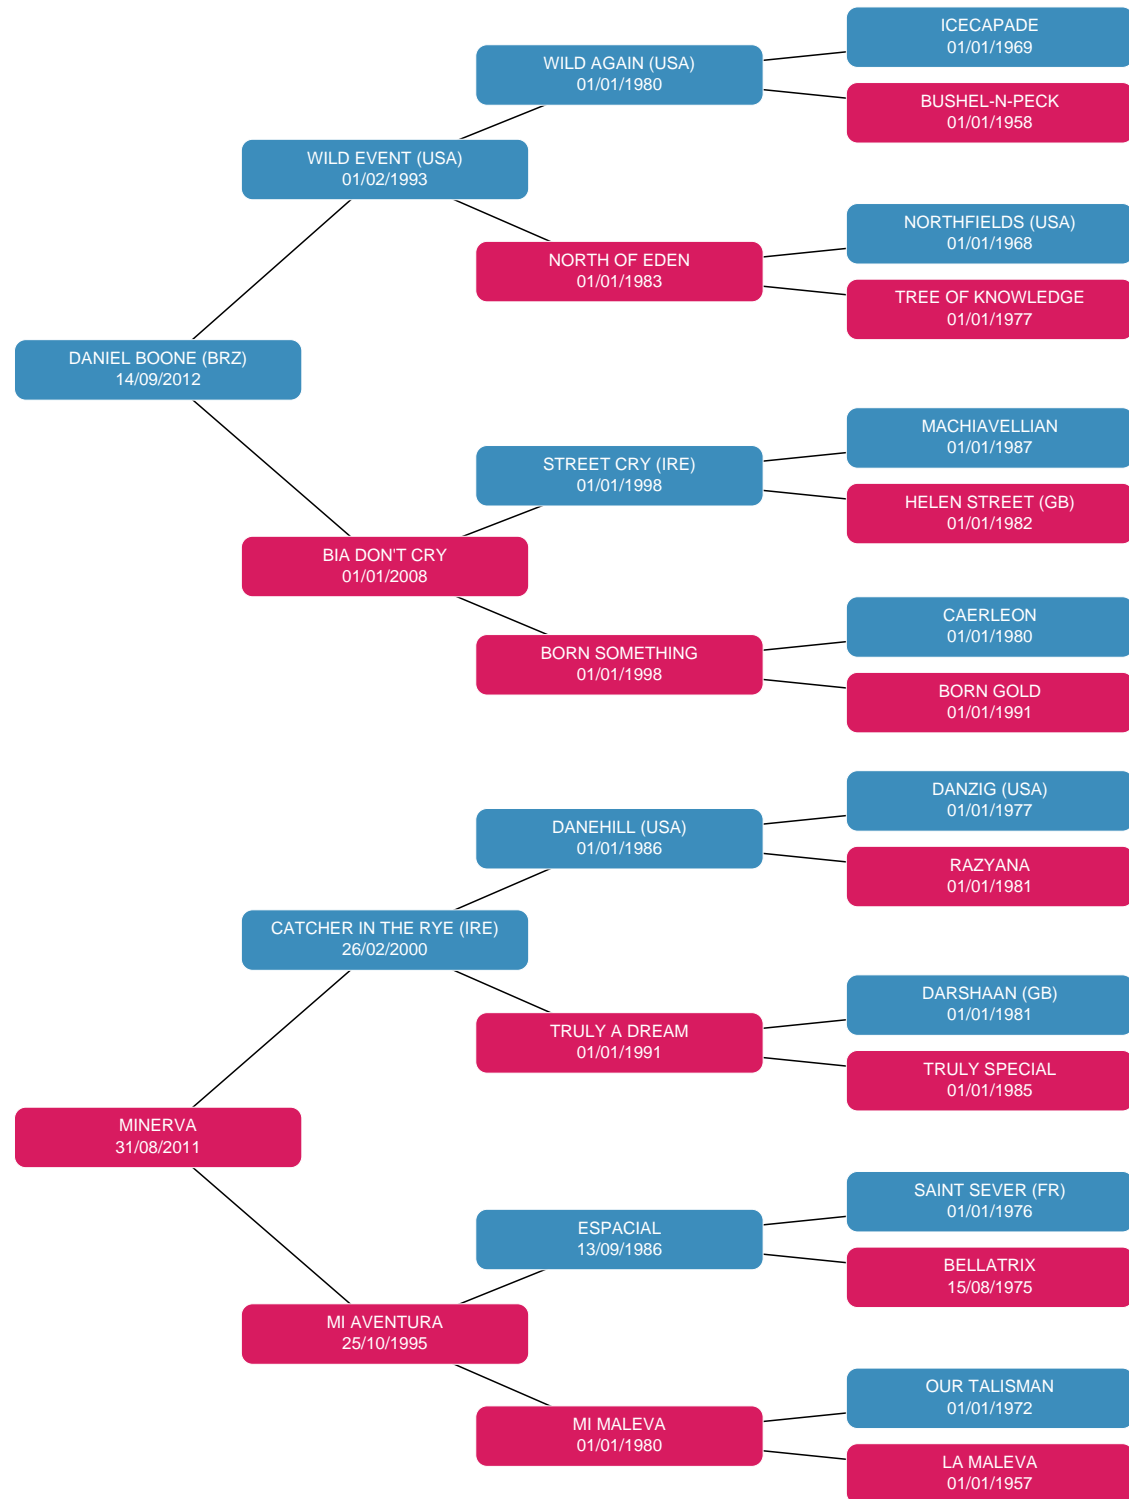 ICECAPADE
01/01/1969
WILD AGAIN (USA)
01/01/1980
BUSHEL-N-PECK
01/01/1958
WILD EVENT (USA)
01/02/1993
NORTHFIELDS (USA)
01/01/1968
NORTH OF EDEN
01/01/1983
TREE OF KNOWLEDGE
01/01/1977
DANIEL BOONE (BRZ)
14/09/2012
MACHIAVELLIAN
01/01/1987
STREET CRY (IRE)
01/01/1998
HELEN STREET (GB)
01/01/1982
BIA DON'T CRY
01/01/2008
CAERLEON
01/01/1980
BORN SOMETHING
01/01/1998
BORN GOLD
01/01/1991
DANZIG (USA)
01/01/1977
DANEHILL (USA)
01/01/1986
RAZYANA
01/01/1981
CATCHER IN THE RYE (IRE)
26/02/2000
DARSHAAN (GB)
01/01/1981
TRULY A DREAM
01/01/1991
TRULY SPECIAL
01/01/1985
MINERVA
31/08/2011
SAINT SEVER (FR)
01/01/1976
ESPACIAL
13/09/1986
BELLATRIX
15/08/1975
MI AVENTURA
25/10/1995
OUR TALISMAN
01/01/1972
MI MALEVA
01/01/1980
LA MALEVA
01/01/1957